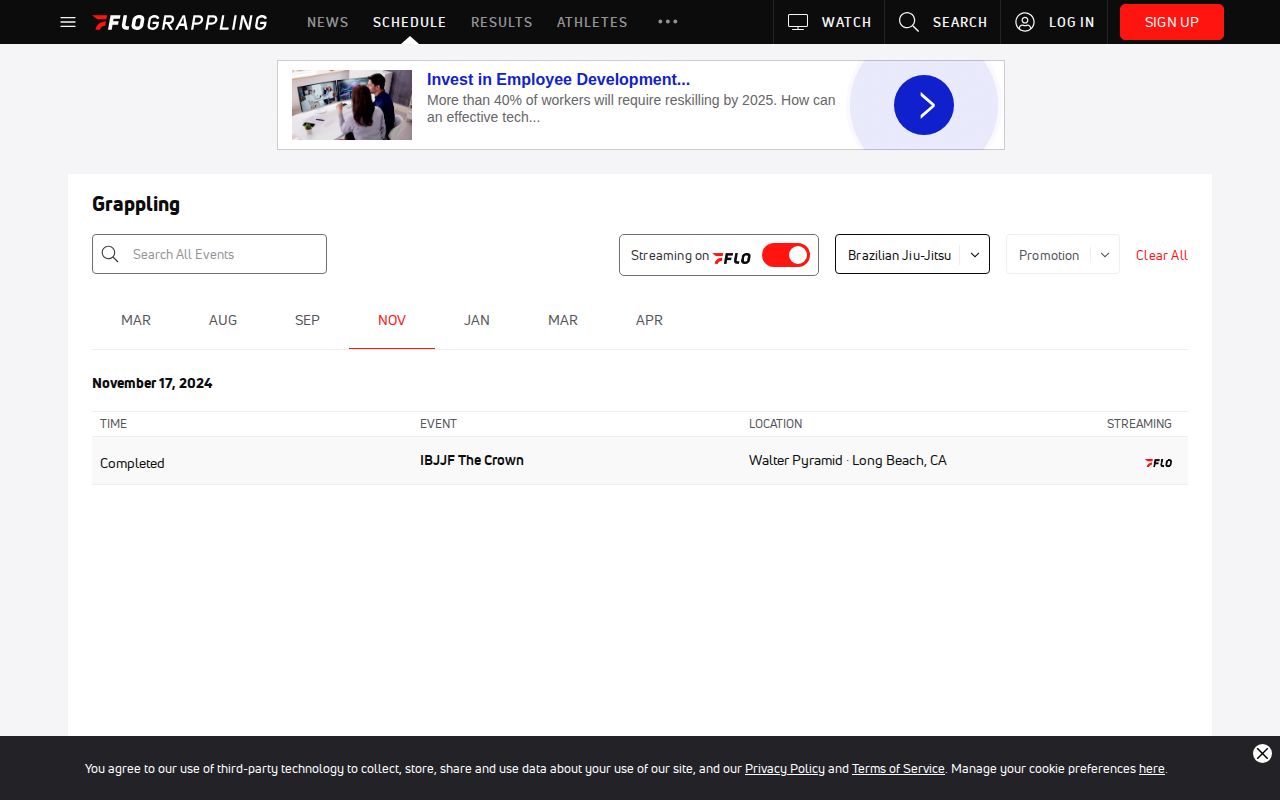 FLOGRAPPLING NEWS SCHEDULE RESULTS ATHLETES WATCH SEARCH LOG IN SIGN UP
Invest in Employee Development...
More than 40% of workers will require reskilling by 2025. How can
an effective tech...
Grappling
Search All Events Streaming on FLO Brazilian Jiu-Jitsu Promotion Clear All
MAR AUG SEP NOV JAN MAR APR
November 17, 2024
TIME EVENT LOCATION STREAMING
Completed IBJJF The Crown Walter Pyramid · Long Beach, CA FLO
You agree to our use of third-party technology to collect, store, share and use data about your use of our site, and our Privacy Policy and Terms of Service. Manage your cookie preferences here.